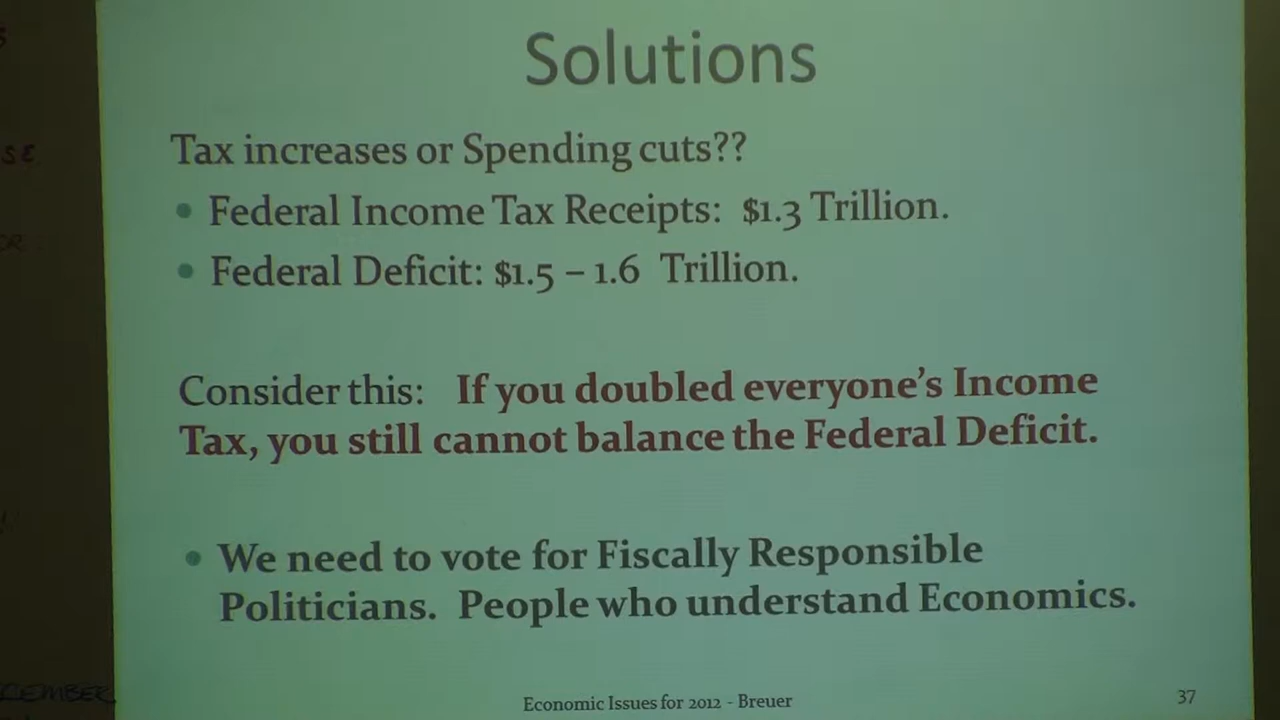 Solutions
Tax increases or Spending cuts??
• Federal Income Tax Receipts: $1.3 Trillion.
• Federal Deficit: $1.5 – 1.6 Trillion.
Consider this: If you doubled everyone's Income
Tax, you still cannot balance the Federal Deficit.
• We need to vote for Fiscally Responsible
Politicians. People who understand Economics.
CEMBER
Economic Issues for 2012 - Breuer
37